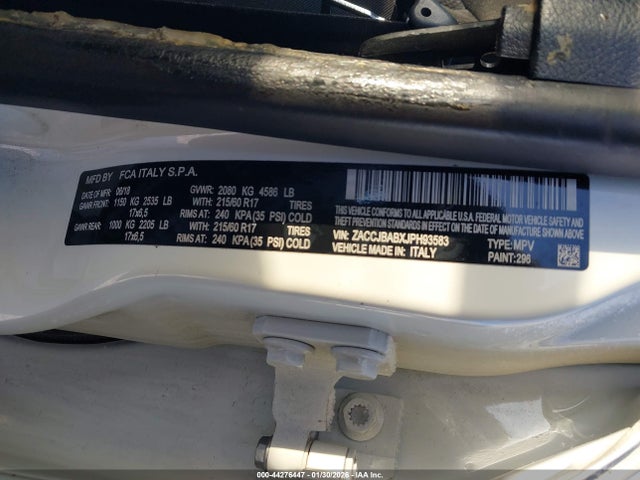 MFD BY FCA ITALY S.P.A.
06/18 GVWR: 2080 KG 4586 LB
GAWR FRONT: 1150 KG 2535 LB WITH: 215/60 R17 TIRES
17x6,5 RIMS AT: 240 KPA(35 PSI) COLD
GAWR REAR: 1000 KG 2205 LB WITH: 215/60 R17 TIRES
17x6,5 RIMS AT: 240 KPA (35 PSI) COLD
THIS VEHICLE CONFORMS TO ALL APPLICABLE U.S.A. FEDERAL MOTOR VEHICLE
SAFETY, BUMPER AND THEFT PREVENTION STANDARDS IN
EFFECT ON THE DATE OF MANUFACTURE SHOWN ABOVE
VIN: ZACCJBABXJPH93583 TYPE: MPV
VEHICLE MADE IN: ITALY PAINT: 296
000-44276447 01/30/2026 IAA Inc.